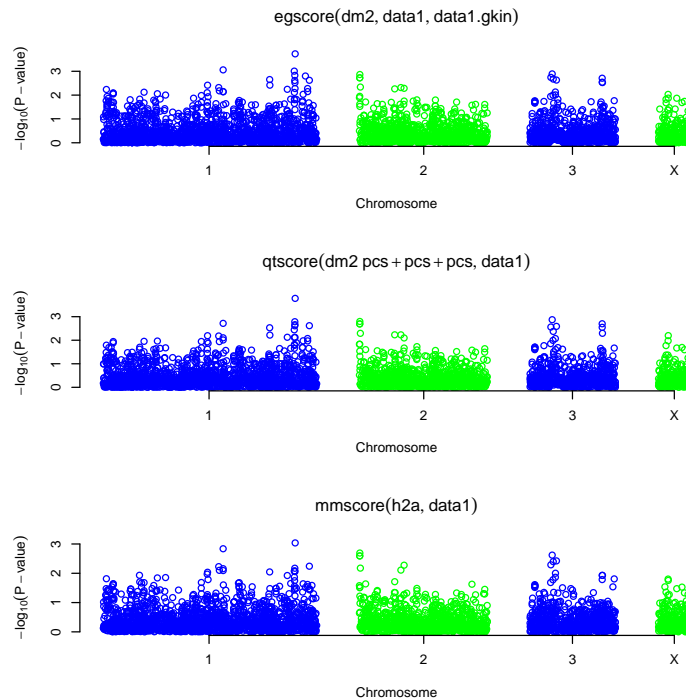 egscore(dm2, data1, data1.gkin)
−log10(P−value)
3
2
1
0
1 2 3 X
Chromosome
qtscore(dm2 pcs + pcs + pcs, data1)
−log10(P−value)
3
2
1
0
1 2 3 X
Chromosome
mmscore(h2a, data1)
−log10(P−value)
3
2
1
0
1 2 3 X
Chromosome